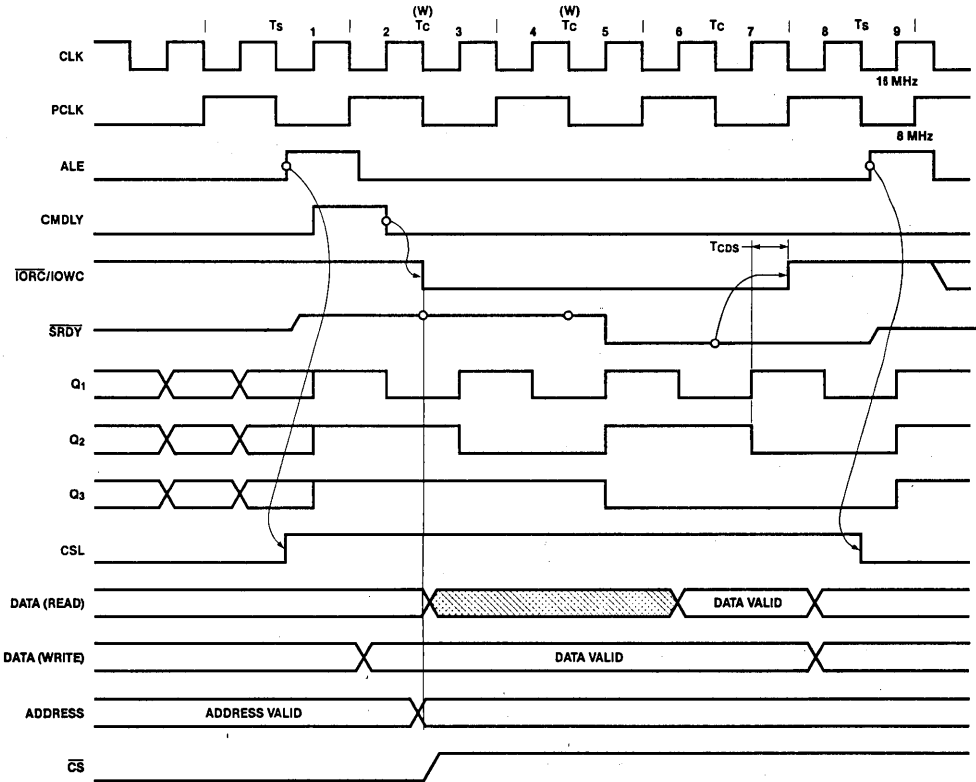 (W) (W)
Ts Tc Tc Tc Ts
1 2 3 4 5 6 7 8 9
CLK
16 MHz
PCLK
8 MHz
ALE
CMDLY
TCDS
IORC/IOWC
SRDY
Q1
Q2
Q3
CSL
DATA (READ) DATA VALID
DATA (WRITE) DATA VALID
ADDRESS ADDRESS VALID
CS